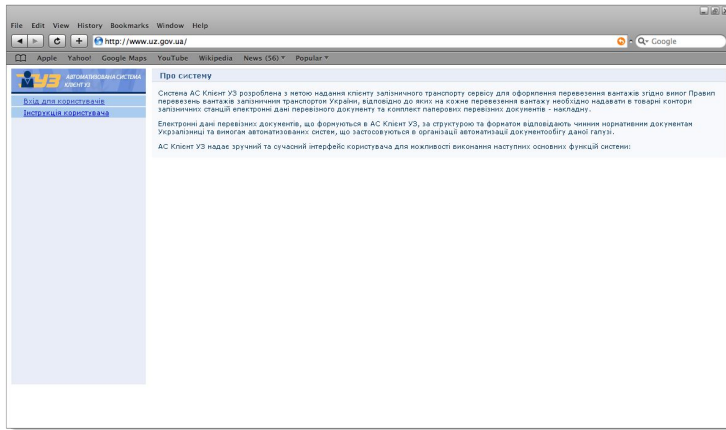 File Edit View History Bookmarks Window Help
http://www.uz.gov.ua/
Google
Apple Yahoo! Google Maps YouTube Wikipedia News (56) Popular
УЗ АВТОМАТИЗОВАНА СИСТЕМА
КЛІЄНТ УЗ
Про систему
Вхід для користувачів
Інструкція користувача
Система АС Клієнт УЗ розроблена з метою надання клієнту залізничного транспорту сервісу для оформлення перевезення вантажів згідно вимог Правил
перевезень вантажів залізничним транспортом України, відповідно до яких на кожне перевезення вантажу необхідно надавати в товарні контори
залізничних станцій електронні дані перевізного документу та комплект паперових перевізних документів - накладну.
Електронні дані перевізних документів, що формуються в АС Клієнт УЗ, за структурою та форматом відповідають чинним нормативним документам
Укрзалізниці та вимогам автоматизованих систем, що застосовуються в організації автоматизації документообігу даної галузі.
АС Клієнт УЗ надає зручний та сучасний інтерфейс користувача для можливості виконання наступних основних функцій системи: